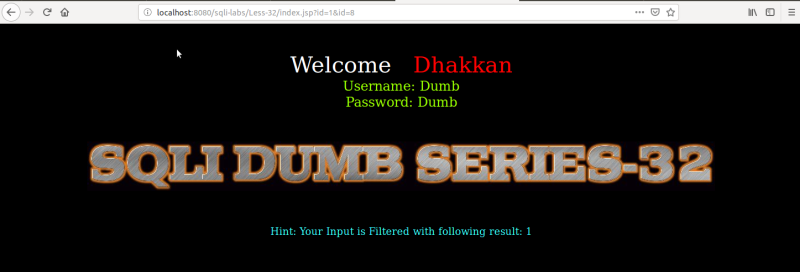 localhost:8080/sqli-labs/Less-32/index.jsp?id=1&id=8
Welcome Dhakkan
Username: Dumb
Password: Dumb
SQLI DUMB SERIES-32
Hint: Your Input is Filtered with following result: 1